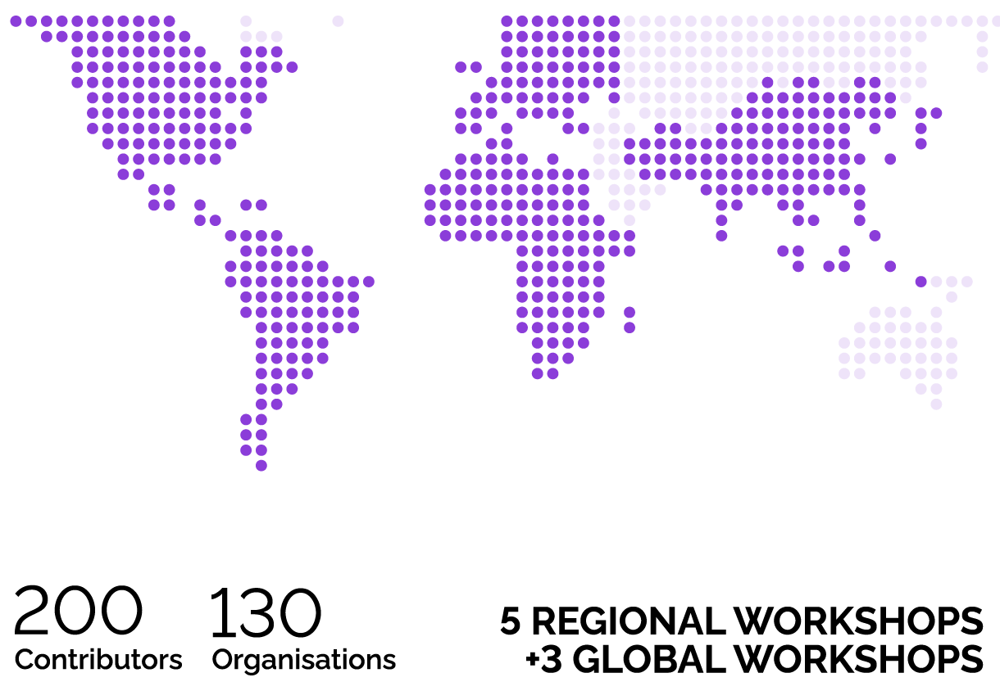 200
Contributors
130
Organisations
5 REGIONAL WORKSHOPS
+3 GLOBAL WORKSHOPS